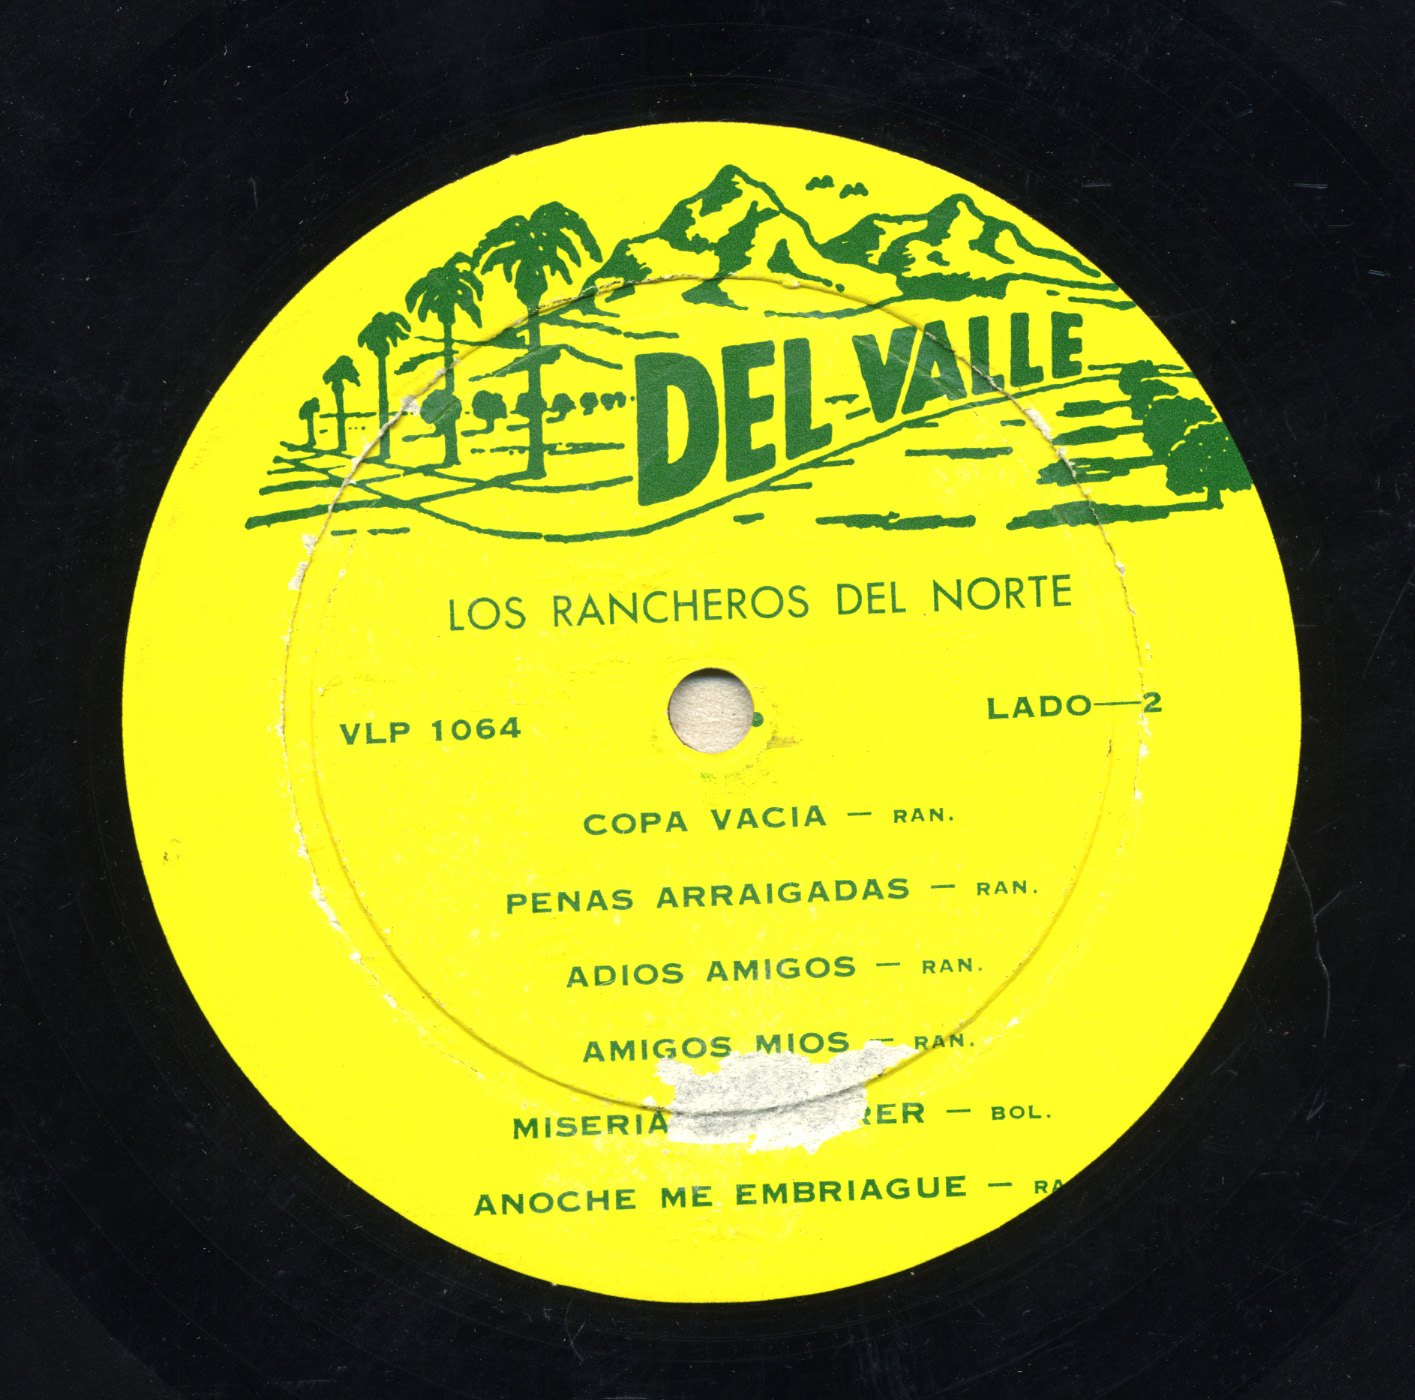 DEL VALLE
LOS RANCHEROS DEL NORTE
VLP 1064
LADO—2
COPA VACIA — RAN.
PENAS ARRAIGADAS — RAN.
ADIOS AMIGOS — RAN.
AMIGOS MIOS — RAN.
MISERIA — BOL.
ANOCHE ME EMBRIAGUE —